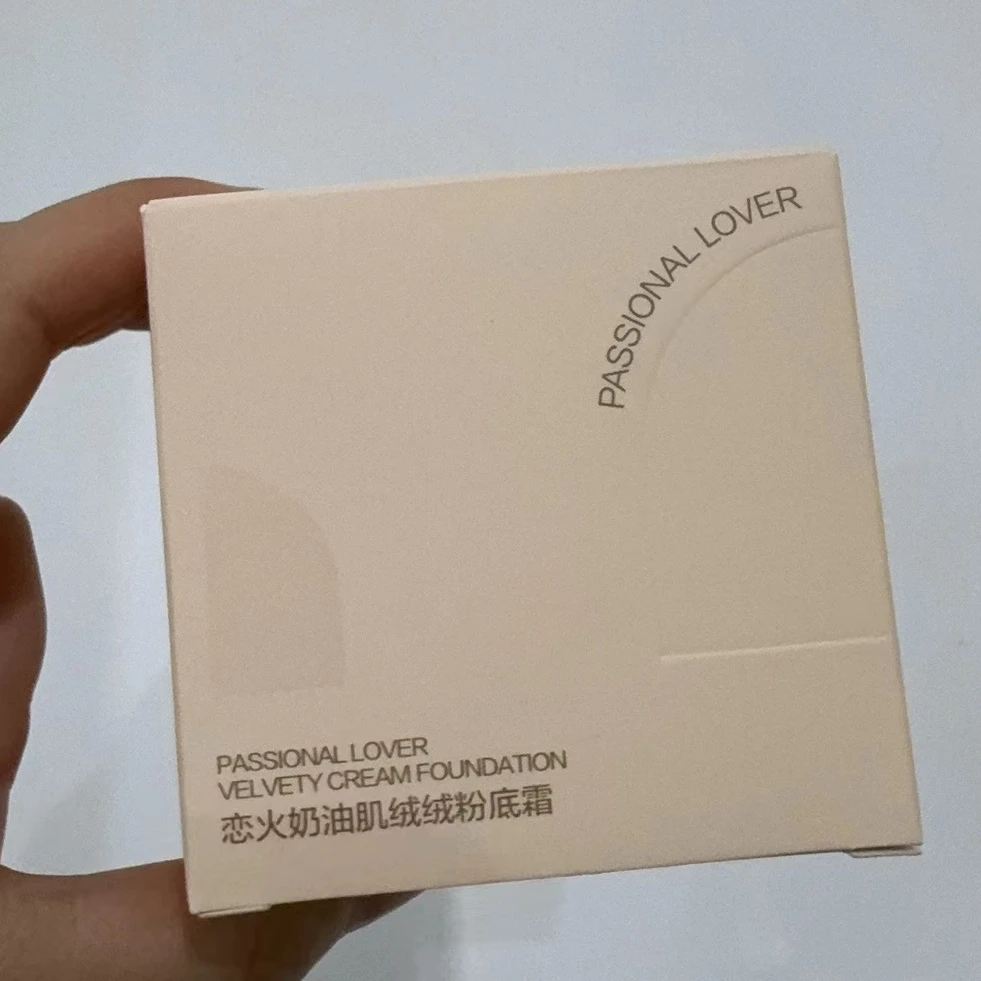 PASSIONAL LOVER
PASSIONAL LOVER
VELVETY CREAM FOUNDATION
恋火奶油肌绒绒粉底霜